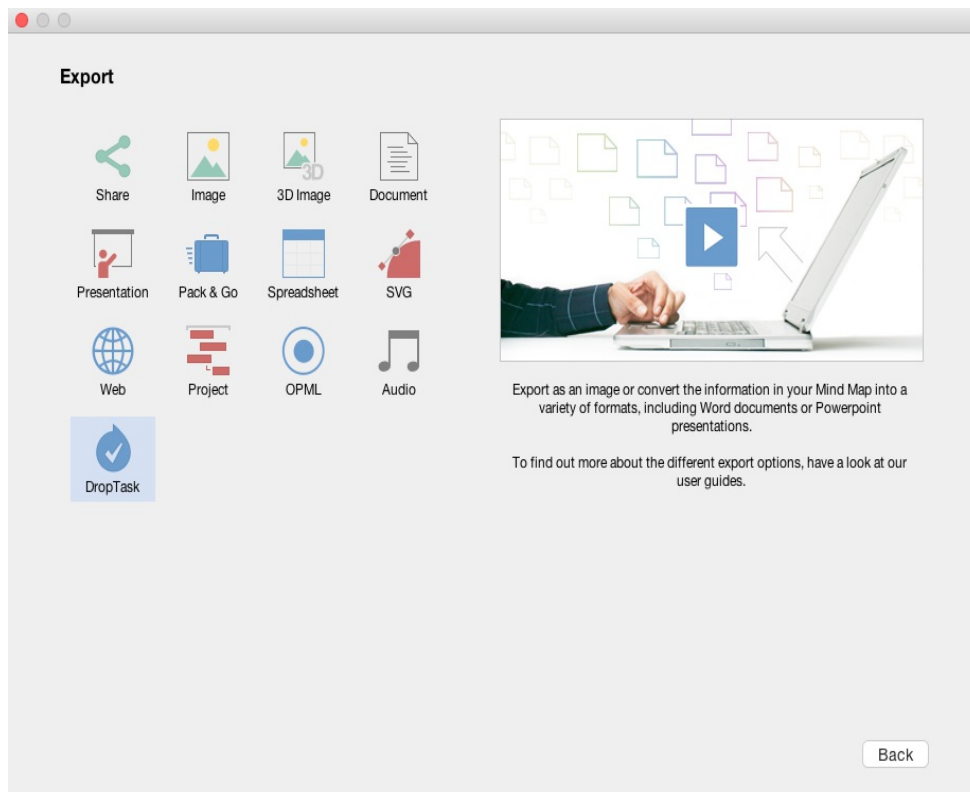 Export
Share
Image
3D Image
Document
Presentation
Pack & Go
Spreadsheet
SVG
Web
Project
OPML
Audio
DropTask
Export as an image or convert the information in your Mind Map into a
variety of formats, including Word documents or Powerpoint
presentations.
To find out more about the different export options, have a look at our
user guides.
Back